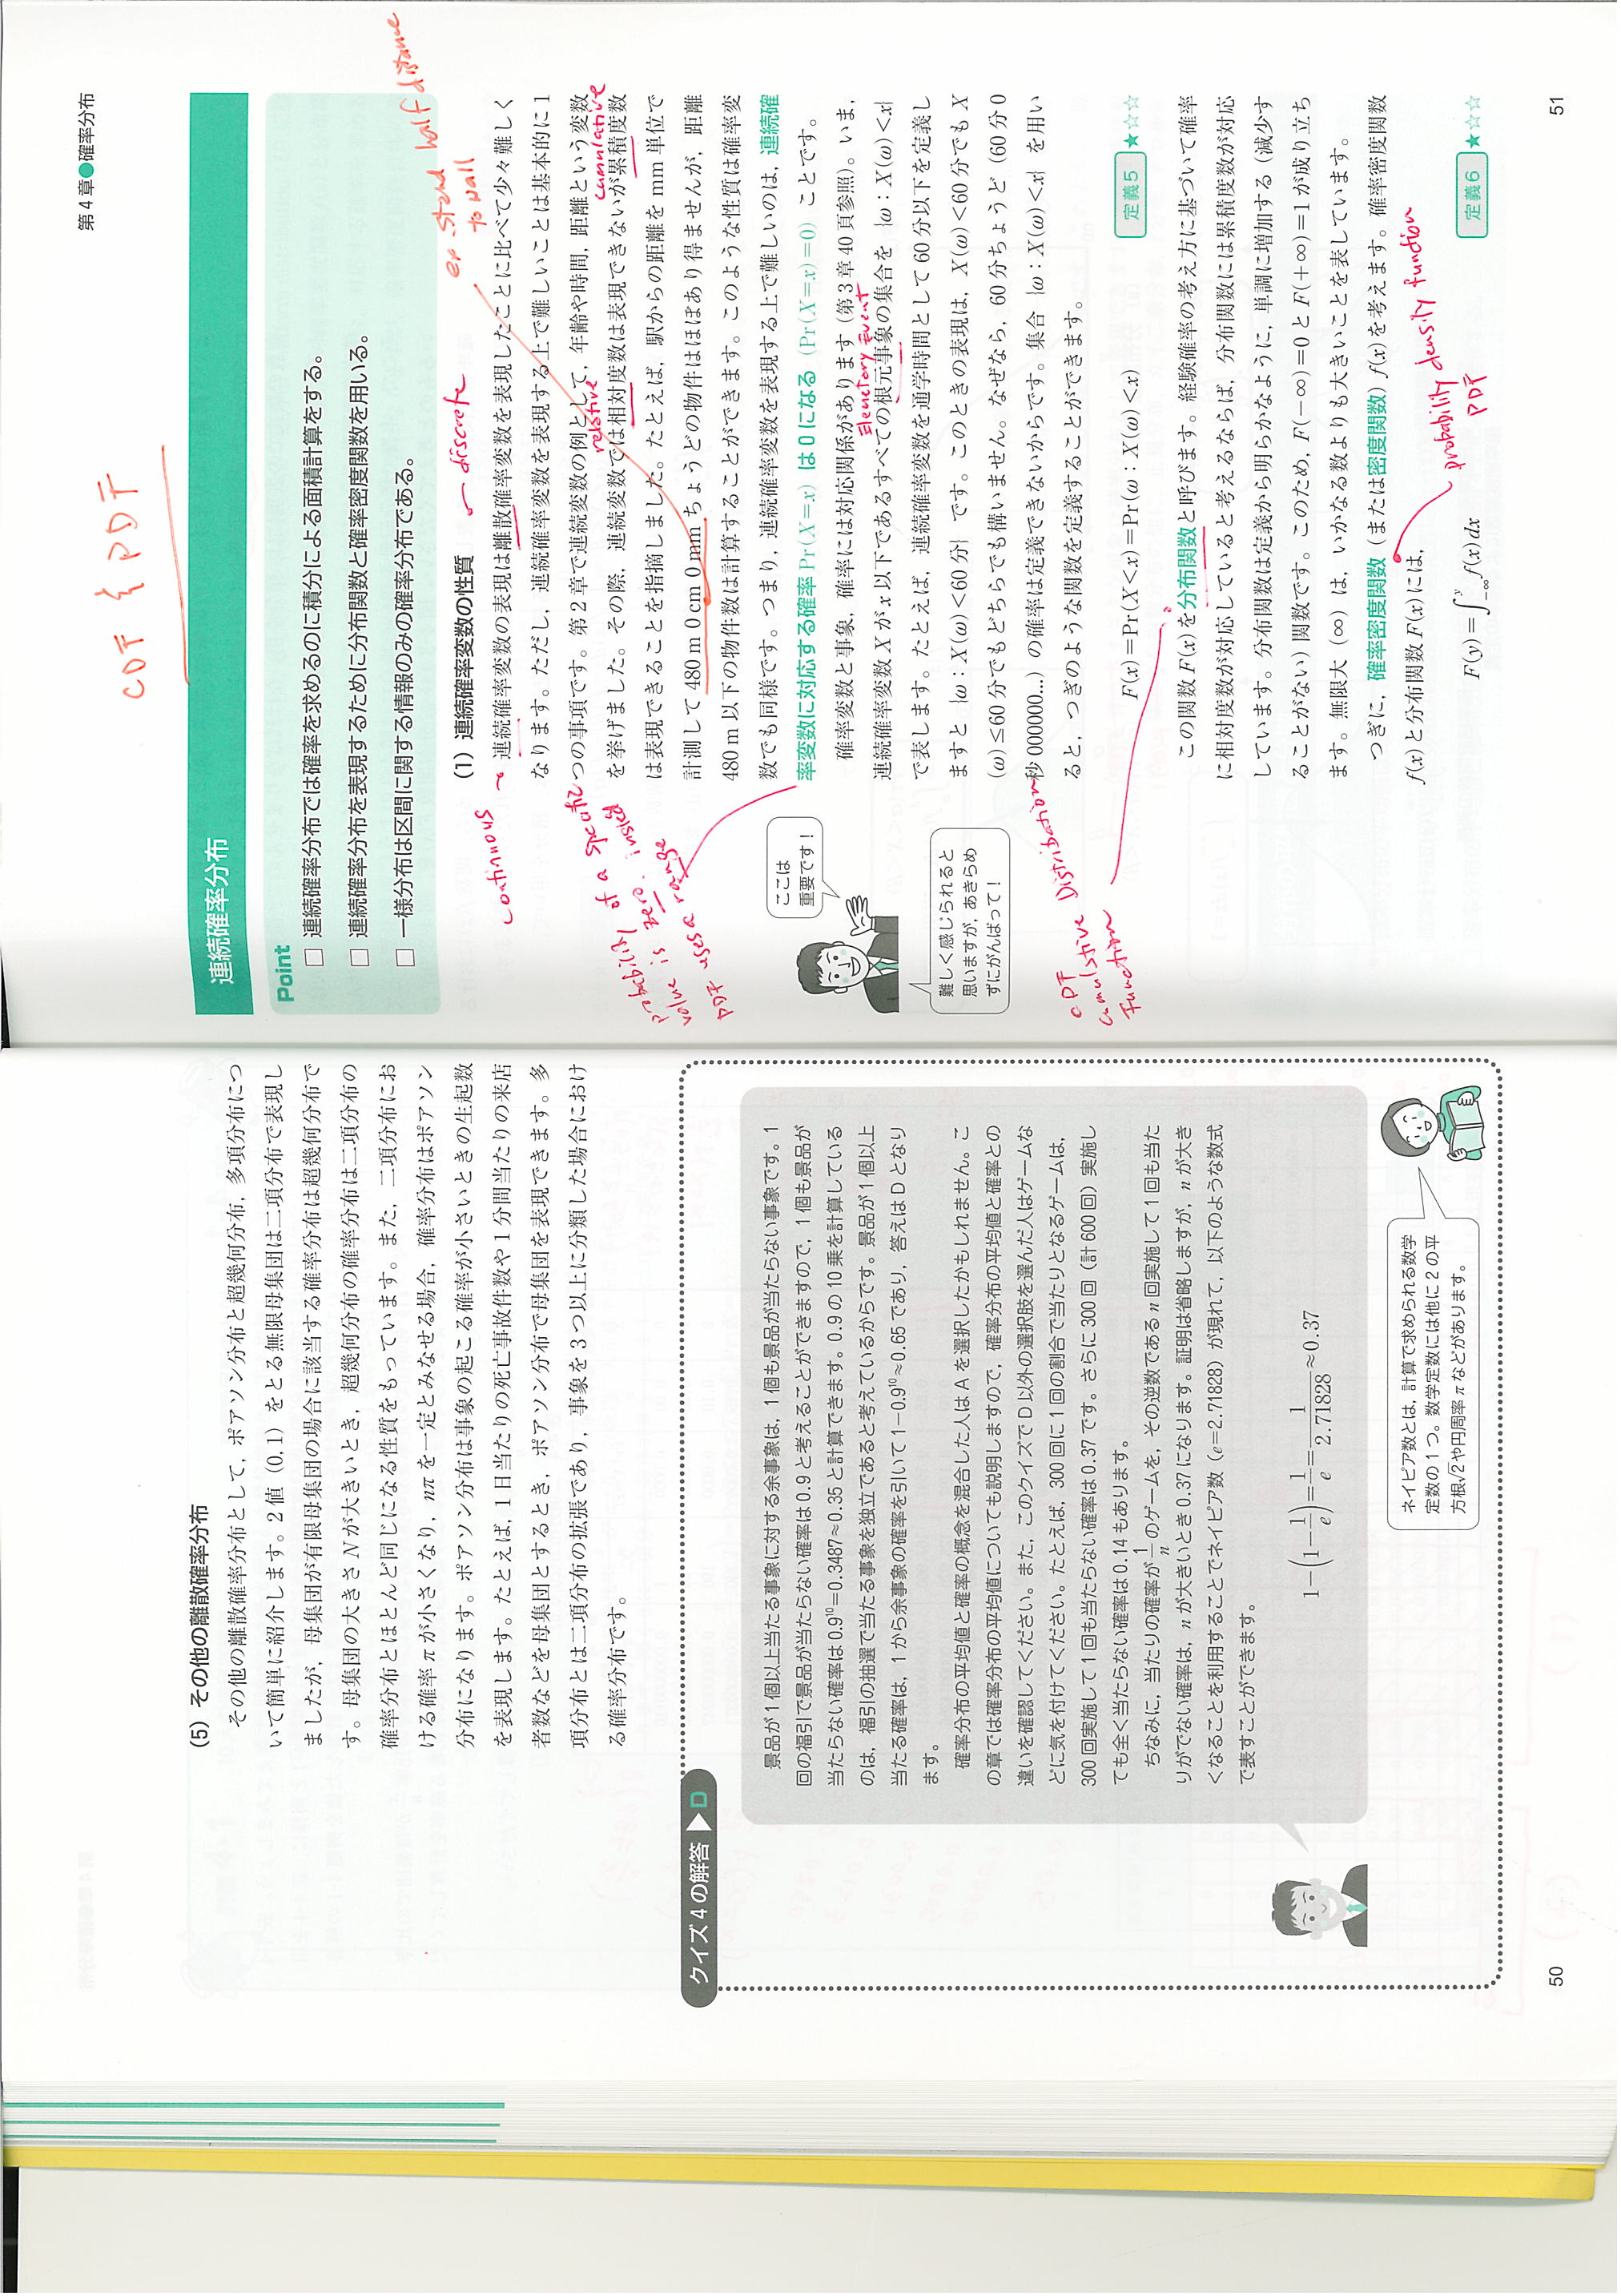 (5) その他の離散確率分布
その他の離散確率分布として，ポアソン分布と超幾何分布，多項分布につ
いて簡単に紹介します。2値（0, 1）をとる無限母集団は二項分布で表現し
ましたが，母集団が有限母集団の場合に該当する確率分布は超幾何分布で
す。母集団の大きさ N が大きいとき，超幾何分布の確率分布は二項分布の
確率分布とほとんど同じになる性質をもっています。また，二項分布にお
ける確率 π が小さくなり，nπ を一定とみなせる場合，確率分布はポアソン
分布になります。ポアソン分布は事象の起こる確率が小さいときの生起数
を表現します。たとえば，1日当たりの死亡事故件数や1分間当たりの来店
者数などを母集団とするとき，ポアソン分布で母集団を表現できます。多
項分布とは二項分布の拡張であり，事象を3つ以上に分類した場合におけ
る確率分布です。
クイズ4の解答 ▶ D
景品が1個以上当たる事象に対する余事象は，1個も景品が当たらない事象です。1
回の福引で景品が当たらない確率は0.9と考えることができますので，1個も景品が
当たらない確率は0.9¹⁰=0.3487≈0.35と計算できます。0.9の10乗を計算している
のは，福引の抽選で当たる事象を独立であると考えているからです。景品が1個以上
当たる確率は，1から余事象の確率を引いて1−0.9¹⁰≈0.65であり，答えはDとなり
ます。
確率分布の平均値と確率の概念を混合した人はAを選択したかもしれません。こ
の章では確率分布の平均値についても説明しますので，確率分布の平均値と確率との
違いを確認してください。また，このクイズでD以外の選択肢を選んだ人はゲームな
どに気を付けてください。たとえば，300回に1回の割合で当たりとなるゲームは，
300回実施して1回も当たらない確率は0.37です。さらに300回（計600回）実施し
ても全く当たらない確率は0.14もあります。
ちなみに，当たりの確率が1/nのゲームを，その逆数であるn回実施して1回も当た
りがでない確率は，nが大きいとき0.37になります。証明は省略しますが，nが大き
くなることを利用することでネイピア数（e=2.71828）が現れて，以下のような数式
で表すことができます。
1−(1−1/e)=1/e=1/2.71828≈0.37
ネイピア数とは，計算で求められる数学
定数の1つ。数学定数には他に2の平
方根√2や円周率πなどがあります。
50
第4章●確率分布
CDF & PDF
連続確率分布
Point
□ 連続確率分布では確率を求めるのに積分による面積計算をする。
□ 連続確率分布を表現するために分布関数と確率密度関数を用いる。
□ 一様分布は区間に関する情報のみの確率分布である。
ex. stand half distance
to wall
(1) 連続確率変数の性質
discrete
continuous
連続確率変数の表現は離散確率変数を表現したことに比べて少々難しく
なります。ただし，連続確率変数を表現する上で難しいことは基本的に1
つの事項です。第2章で連続変数の例として，年齢や時間，距離という変数
relative
cumulative
を挙げました。その際，連続変数では相対度数は表現できないが累積度数
は表現できることを指摘しました。たとえば，駅からの距離をmm単位で
計測して480 m 0 cm 0 mmちょうどの物件はほぼあり得ませんが，距離
480 m以下の物件数は計算することができます。このような性質は確率変
数でも同様です。つまり，連続確率変数を表現する上で難しいのは，連続確
率変数に対応する確率Pr(X=x)は0になる（Pr(X=x)=0）ことです。
probability of a specific
value is zero. insted
PDF uses a range
ここは
重要です！
難しく感じられると
思いますが，あきらめ
ずにがんばって！
確率変数と事象，確率には対応関係があります（第3章40頁参照）。いま，
Elemetory Event
連続確率変数Xがx以下であるすべての根元事象の集合を {ω：X(ω)<x}
で表します。たとえば，連続確率変数を通学時間として60分以下を定義し
ますと {ω：X(ω)<60分} です。このときの表現は，X(ω)<60分でもX
(ω)≤60分でもどちらでも構いません。なぜなら，60分ちょうど（60分0
秒000000...）の確率は定義できないからです。集合 {ω：X(ω)<x} を用い
ると，つぎのような関数を定義することができます。
CDF
cumulative Distribation
Function
F(x)=Pr(X<x)=Pr(ω：X(ω)<x)
定義5 ★☆☆
この関数F(x)を分布関数と呼びます。経験確率の考え方に基づいて確率
に相対度数が対応していると考えるならば，分布関数には累積度数が対応
しています。分布関数は定義から明らかなように，単調に増加する（減少す
ることがない）関数です。このため，F(−∞)=0とF(+∞)=1が成り立ち
ます。無限大（∞）は，いかなる数よりも大きいことを表しています。
つぎに，確率密度関数（または密度関数）f(x)を考えます。確率密度関数
f(x)と分布関数F(x)には，
probability density function
PDF
F(y)=∫_{−∞}^{y} f(x)dx
定義6 ★☆☆
51